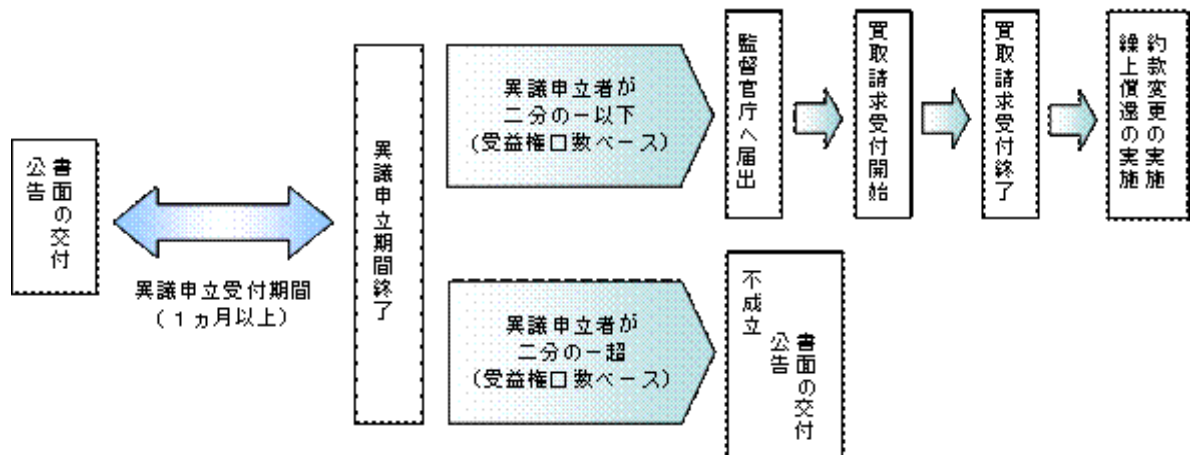 書面の交付
公告
異議申立受付期間
(1ヵ月以上)
異議申立期間終了
異議申立者が
二分の一以下
(受益権口数ベース)
監督官庁へ届出
買取請求受付開始
買取請求受付終了
約款変更の実施
繰上償還の実施
異議申立者が
二分の一超
(受益権口数ベース)
不成立
書面の交付
公告